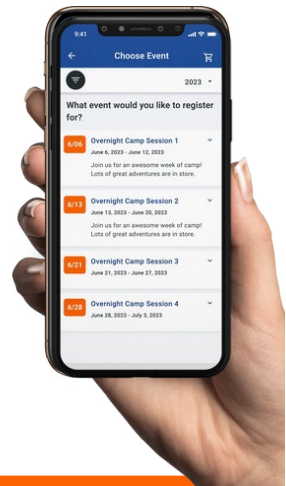 9:41
Choose Event
2023
What event would you like to register
for?
6/06
Overnight Camp Session 1
June 6, 2023 - June 12, 2023
Join us for an awesome week of camp!
Lots of great adventures are in store.
6/13
Overnight Camp Session 2
June 13, 2023 - June 20, 2023
Join us for an awesome week of camp!
Lots of great adventures are in store.
6/21
Overnight Camp Session 3
June 21, 2023 - June 27, 2023
6/28
Overnight Camp Session 4
June 28, 2023 - July 3, 2023